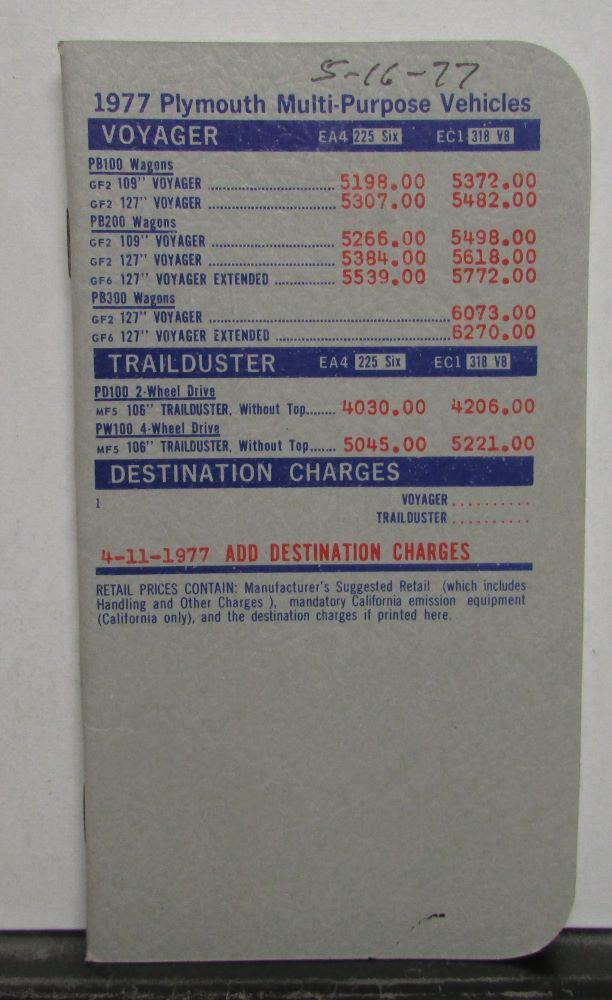 5-16-77
1977 Plymouth Multi-Purpose Vehicles
VOYAGER EA4 225 Six EC1 318 V8
PB100 Wagons
GF2 109'' VOYAGER ........................ 5198.00 5372.00
GF2 127'' VOYAGER ........................ 5307.00 5482.00
PB200 Wagons
GF2 109'' VOYAGER ........................ 5266.00 5498.00
GF2 127'' VOYAGER ........................ 5384.00 5618.00
GF6 127'' VOYAGER EXTENDED ............ 5539.00 5772.00
PB300 Wagons
GF2 127'' VOYAGER ................................................ 6073.00
GF6 127'' VOYAGER EXTENDED .................................... 6270.00
TRAILDUSTER EA4 225 Six EC1 318 V8
PD100 2-Wheel Drive
MF5 106'' TRAILDUSTER, Without Top....... 4030.00 4206.00
PW100 4-Wheel Drive
MF5 106'' TRAILDUSTER, Without Top...... 5045.00 5221.00
DESTINATION CHARGES
1 VOYAGER ..........
TRAILDUSTER ..........
4-11-1977 ADD DESTINATION CHARGES
RETAIL PRICES CONTAIN: Manufacturer's Suggested Retail (which includes
Handling and Other Charges ), mandatory California emission equipment
(California only), and the destination charges if printed here.